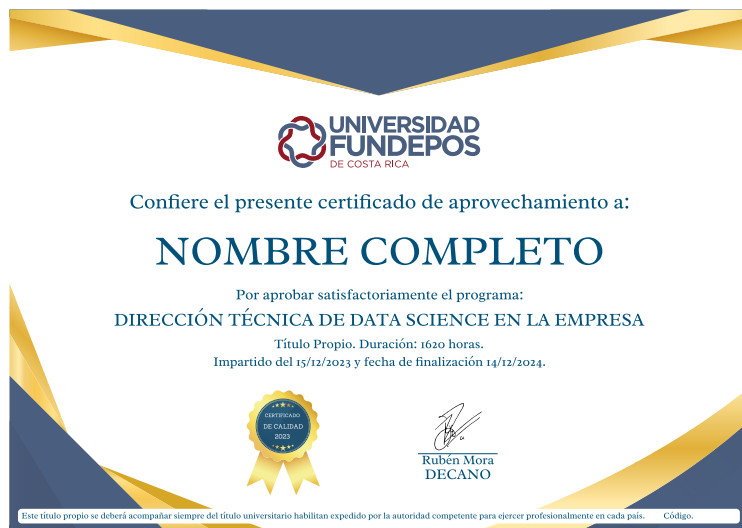 UNIVERSIDAD
FUNDEPOS
DE COSTA RICA
Confiere el presente certificado de aprovechamiento a:
NOMBRE COMPLETO
Por aprobar satisfactoriamente el programa:
DIRECCIÓN TÉCNICA DE DATA SCIENCE EN LA EMPRESA
Título Propio. Duración: 1620 horas.
Impartido del 15/12/2023 y fecha de finalización 14/12/2024.
CERTIFICADO
DE CALIDAD
2023
Rubén Mora
DECANO
Este título propio se deberá acompañar siempre del título universitario habilitan expedido por la autoridad competente para ejercer profesionalmente en cada país. Código.